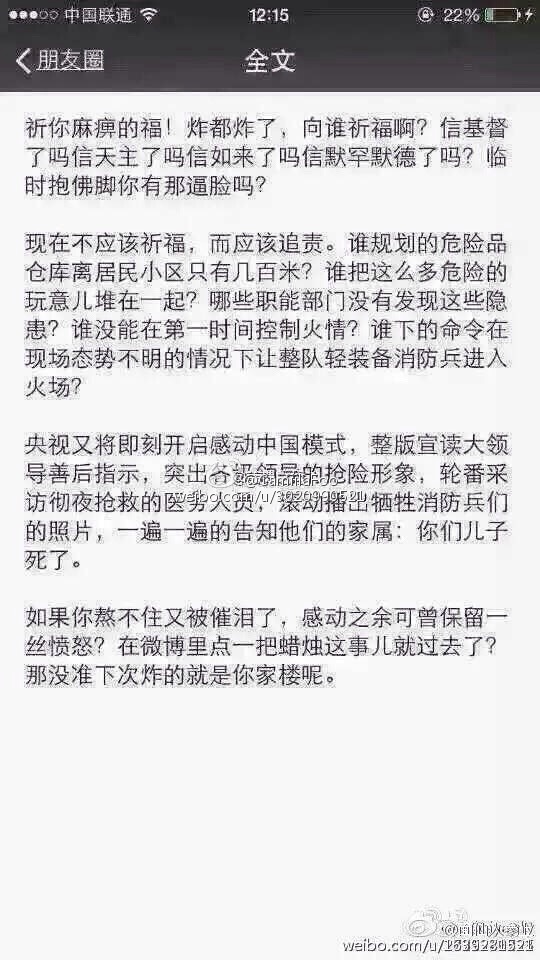 中国联通
12:15
22%
朋友圈
全文
祈你麻痹的福！炸都炸了，向谁祈福啊？信基督
了吗信天主了吗信如来了吗信默罕默德了吗？临
时抱佛脚你有那逼脸吗？
现在不应该祈福，而应该追责。谁规划的危险品
仓库离居民小区只有几百米？谁把这么多危险的
玩意儿堆在一起？哪些职能部门没有发现这些隐
患？谁没能在第一时间控制火情？谁下的命令在
现场态势不明的情况下让整队轻装备消防兵进入
火场？
央视又将即刻开启感动中国模式，整版宣读大领
导善后指示，突出各级领导的抢险形象，轮番采
访彻夜抢救的医务人员，滚动播出牺牲消防兵们
的照片，一遍一遍的告知他们的家属：你们儿子
死了。
如果你熬不住又被催泪了，感动之余可曾保留一
丝愤怒？在微博里点一把蜡烛这事儿就过去了？
那没准下次炸的就是你家楼呢。